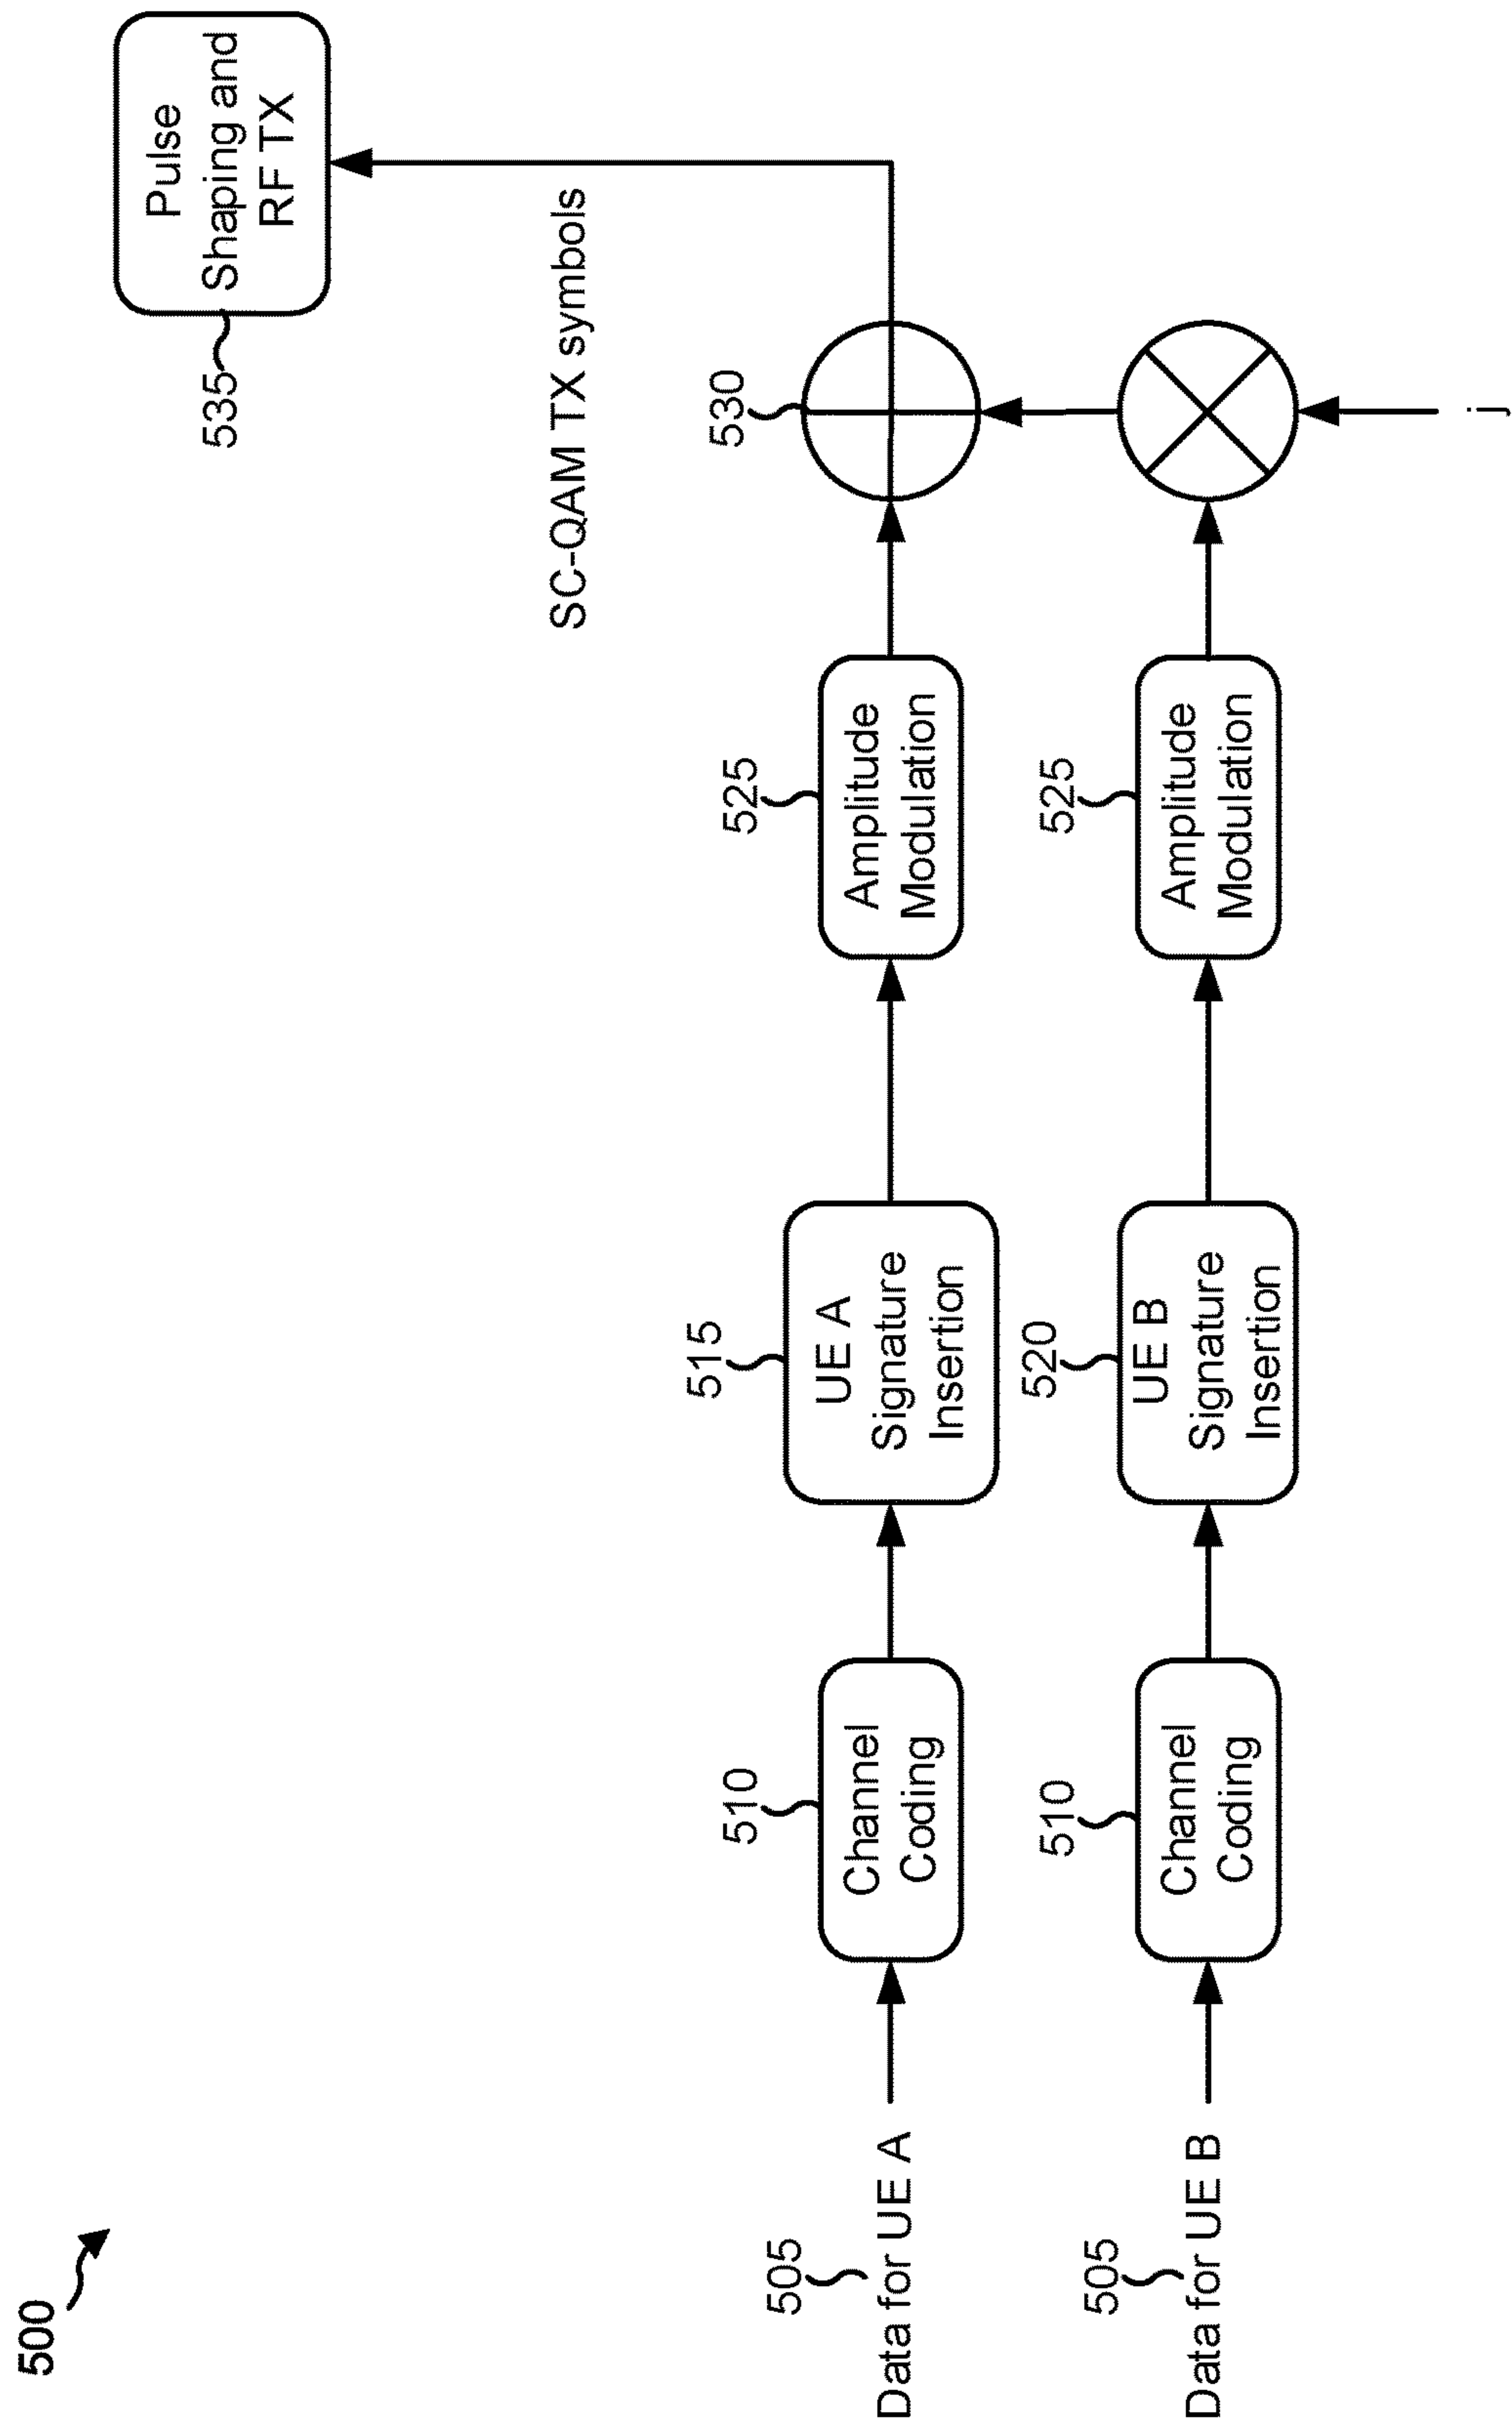 500
535
Pulse
Shaping and
RF TX
SC-QAM TX symbols
505
Data for UE A
510
Channel
Coding
515
UE A
Signature
Insertion
525
Amplitude
Modulation
530
505
Data for UE B
510
Channel
Coding
520
UE B
Signature
Insertion
525
Amplitude
Modulation
j